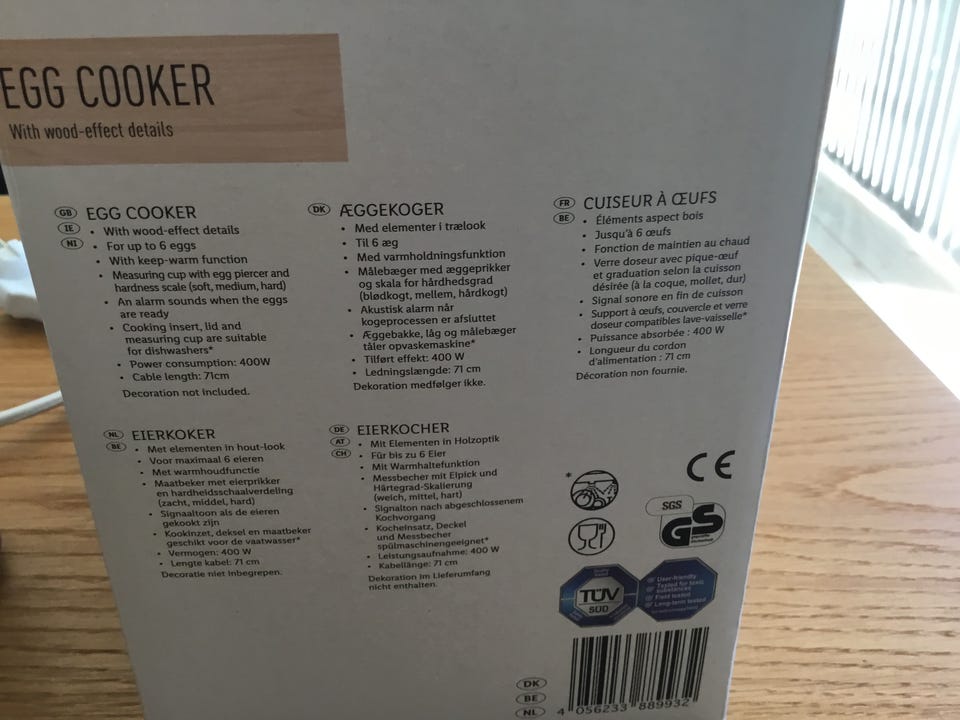 EGG COOKER
With wood-effect details
GB IE NI
EGG COOKER
• With wood-effect details
• For up to 6 eggs
• With keep-warm function
• Measuring cup with egg piercer and
hardness scale (soft, medium, hard)
• An alarm sounds when the eggs
are ready
• Cooking insert, lid and
measuring cup are suitable
for dishwashers*
• Power consumption: 400W
• Cable length: 71cm
Decoration not included.
DK
ÆGGEKOGER
• Med elementer i trælook
• Til 6 æg
• Med varmholdningsfunktion
• Målebæger med æggeprikker
og skala for hårdhedsgrad
(blødkogt, mellem, hårdkogt)
• Akustisk alarm når
kogeprocessen er afsluttet
• Æggebakke, låg og målebæger
tåler opvaskemaskine*
• Tilført effekt: 400 W
• Ledningslængde: 71 cm
Dekoration medfølger ikke.
FR BE
CUISEUR À ŒUFS
• Éléments aspect bois
• Jusqu'à 6 œufs
• Fonction de maintien au chaud
• Verre doseur avec pique-œuf
et graduation selon la cuisson
désirée (à la coque, mollet, dur)
• Signal sonore en fin de cuisson
• Support à œufs, couvercle et verre
doseur compatibles lave-vaisselle*
• Puissance absorbée : 400 W
• Longueur du cordon
d'alimentation : 71 cm
Décoration non fournie.
NL BE
EIERKOKER
• Met elementen in hout-look
• Voor maximaal 6 eieren
• Met warmhoudfunctie
• Maatbeker met eierprikker
en hardheidsschaalverdeling
(zacht, middel, hard)
• Signaaltoon als de eieren
gekookt zijn
• Kookinzet, deksel en maatbeker
geschikt voor de vaatwasser*
• Vermogen: 400 W
• Lengte kabel: 71 cm
Decoratie niet inbegrepen.
DE AT CH
EIERKOCHER
• Mit Elementen in Holzoptik
• Für bis zu 6 Eier
• Mit Warmhaltefunktion
• Messbecher mit Eipick und
Härtegrad-Skalierung
(weich, mittel, hart)
• Signalton nach abgeschlossenem
Kochvorgang
• Kocheinsatz, Deckel
und Messbecher
spülmaschinengeeignet*
• Leistungsaufnahme: 400 W
• Kabellänge: 71 cm
Dekoration im Lieferumfang
nicht enthalten.
*
CE
SGS
GS
TÜV
SÜD
User-friendly
Tested for toxic
substances
Field tested
Long-term tested
DK
BE
NL
4 056233 889932